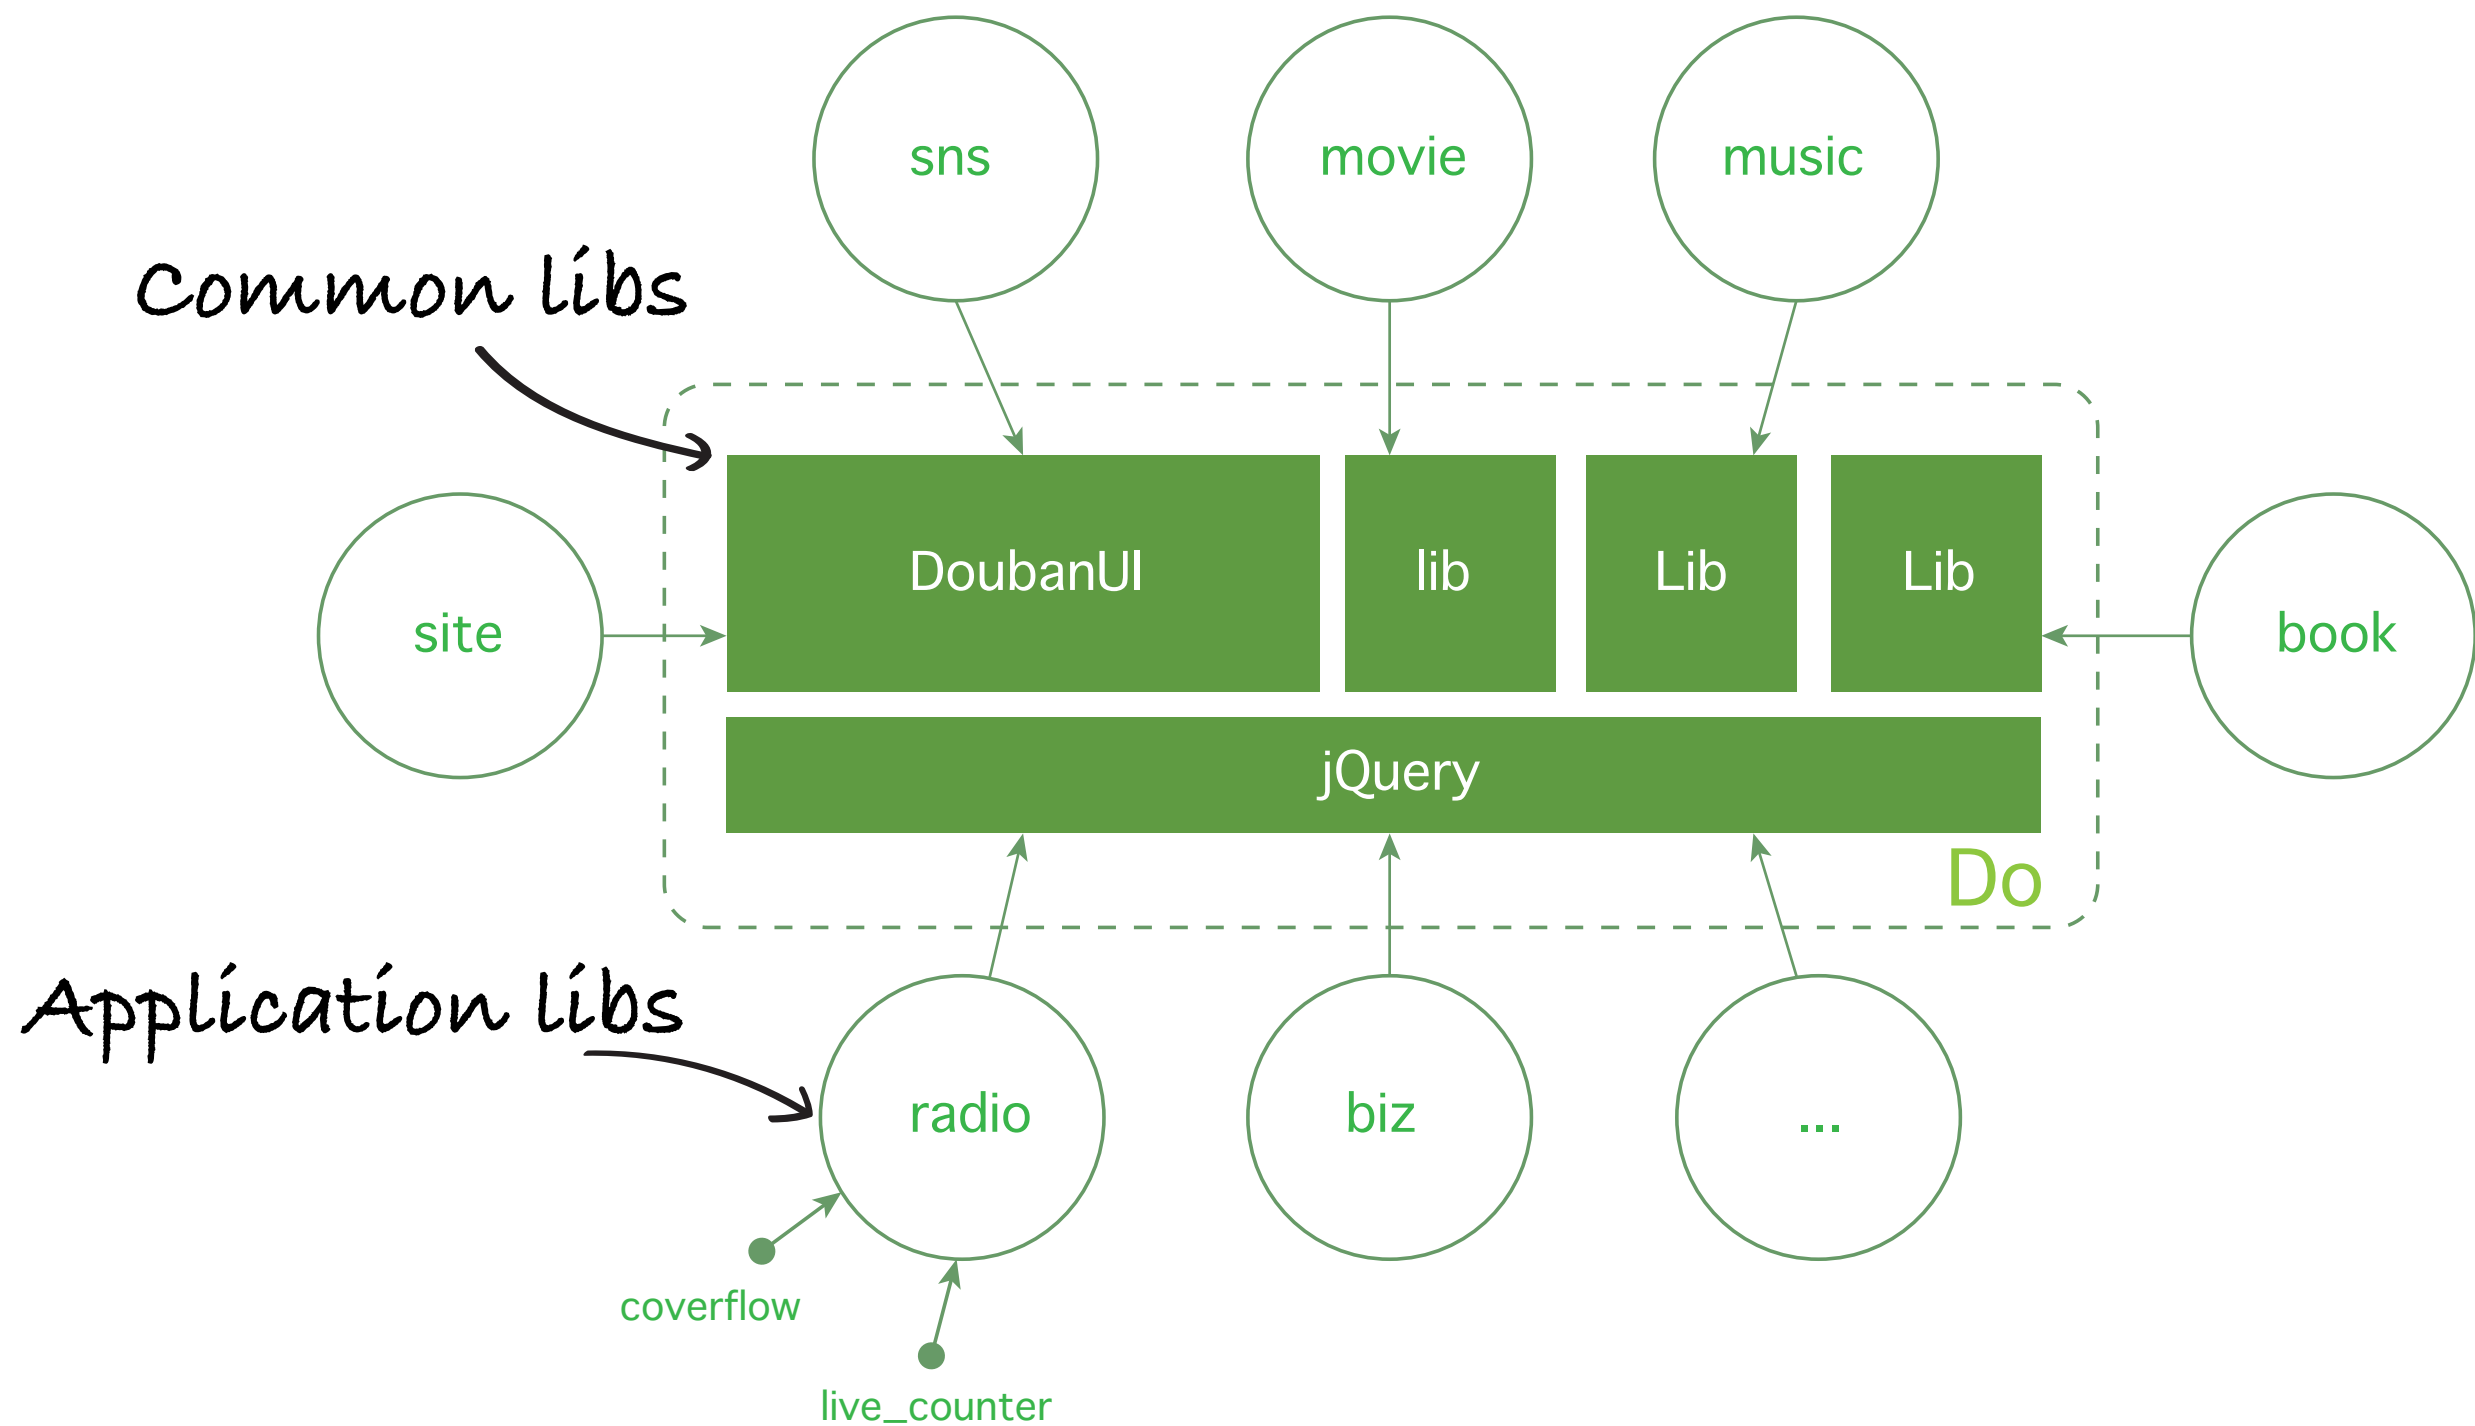 sns
movie
music
Common libs
DoubanUI
lib
Lib
Lib
site
book
jQuery
Do
Application libs
radio
biz
...
coverflow
live_counter